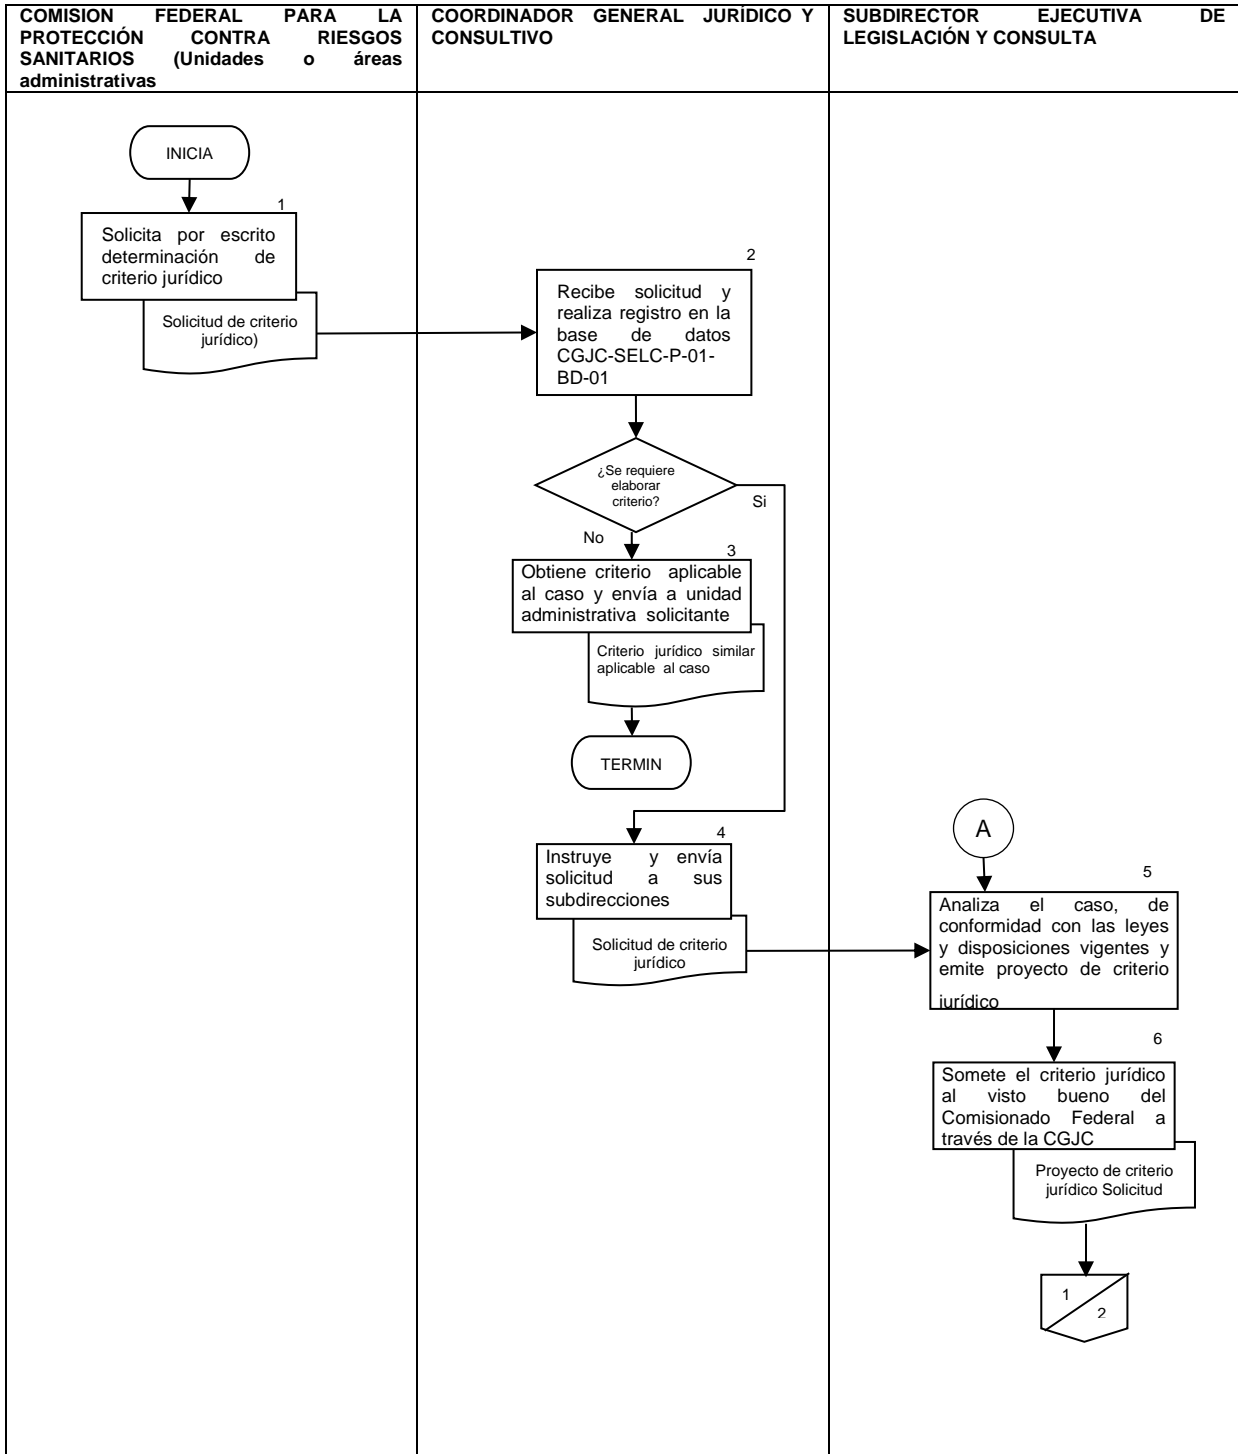 COMISION FEDERAL PARA LA
PROTECCIÓN CONTRA RIESGOS
SANITARIOS (Unidades o áreas
administrativas
COORDINADOR GENERAL JURÍDICO Y
CONSULTIVO
SUBDIRECTOR EJECUTIVA DE
LEGISLACIÓN Y CONSULTA
INICIA
1
Solicita por escrito
determinación de
criterio jurídico
Solicitud de criterio
jurídico)
2
Recibe solicitud y
realiza registro en la
base de datos
CGJC-SELC-P-01-
BD-01
¿Se requiere
elaborar
criterio?
Si
No
3
Obtiene criterio aplicable
al caso y envía a unidad
administrativa solicitante
Criterio jurídico similar
aplicable al caso
TERMIN
4
Instruye y envía
solicitud a sus
subdirecciones
Solicitud de criterio
jurídico
A
5
Analiza el caso, de
conformidad con las leyes
y disposiciones vigentes y
emite proyecto de criterio
jurídico
6
Somete el criterio jurídico
al visto bueno del
Comisionado Federal a
través de la CGJC
Proyecto de criterio
jurídico Solicitud
1
2